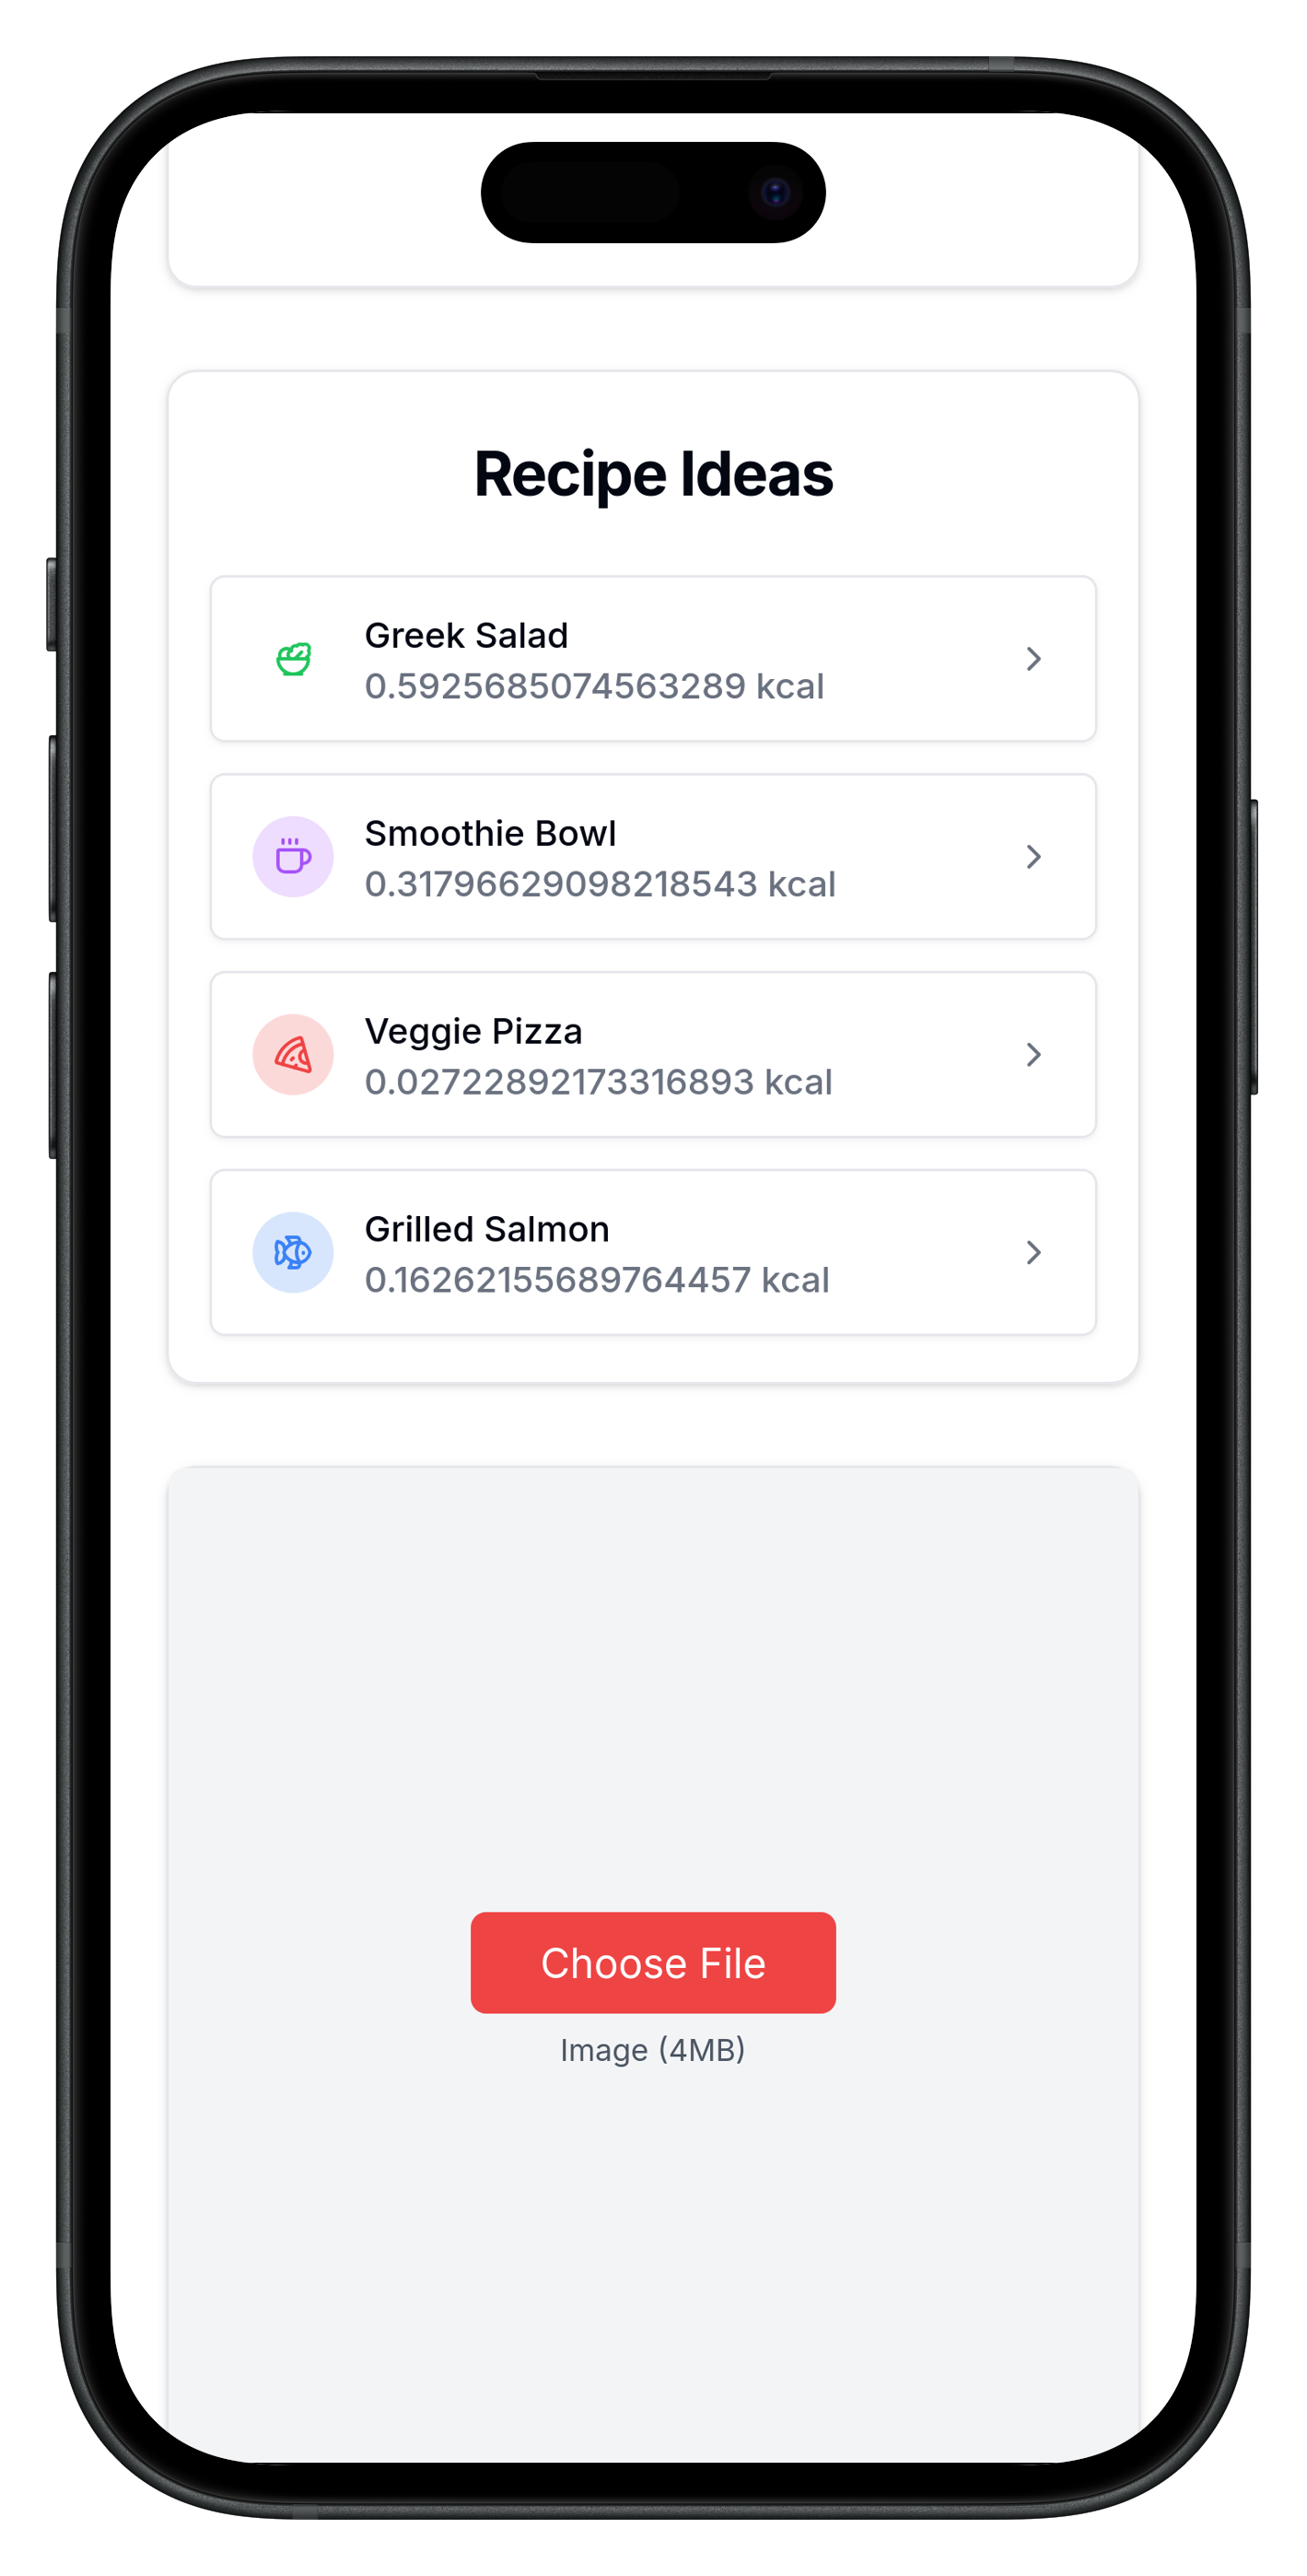 Recipe Ideas
Greek Salad
0.5925685074563289 kcal
Smoothie Bowl
0.31796629098218543 kcal
Veggie Pizza
0.02722892173316893 kcal
Grilled Salmon
0.16262155689764457 kcal
Choose File
Image (4MB)